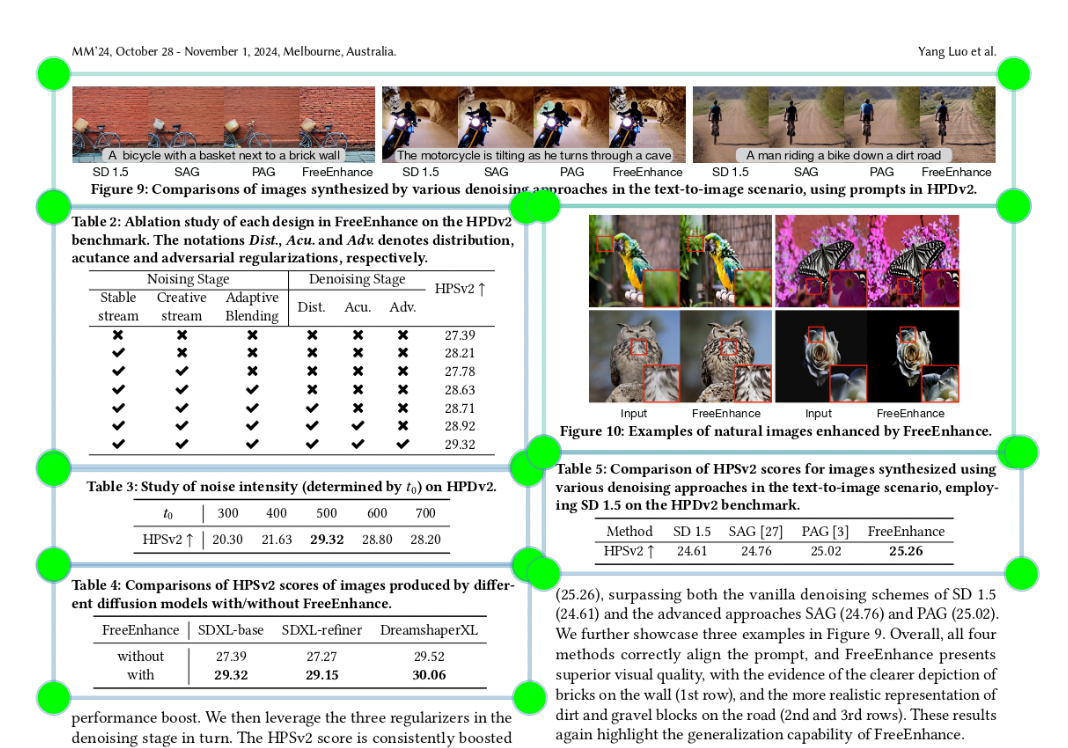 MM'24, October 28 - November 1, 2024, Melbourne, Australia. Yang Luo et al.
A bicycle with a basket next to a brick wall The motorcycle is tilting as he turns through a cave A man riding a bike down a dirt road
SD 1.5 SAG PAG FreeEnhance SD 1.5 SAG PAG FreeEnhance SD 1.5 SAG PAG FreeEnhance
Figure 9: Comparisons of images synthesized by various denoising approaches in the text-to-image scenario, using prompts in HPDv2.
Table 2: Ablation study of each design in FreeEnhance on the HPDv2
benchmark. The notations Dist., Acu. and Adv. denotes distribution,
acutance and adversarial regularizations, respectively.
Noising Stage Denoising Stage HPSv2 ↑
Stable stream Creative stream Adaptive Blending Dist. Acu. Adv.
✖ ✖ ✖ ✖ ✖ ✖ 27.39
✔ ✖ ✖ ✖ ✖ ✖ 28.21
✔ ✔ ✖ ✖ ✖ ✖ 27.78
✔ ✔ ✔ ✖ ✖ ✖ 28.63
✔ ✔ ✔ ✔ ✖ ✖ 28.71
✔ ✔ ✔ ✔ ✔ ✖ 28.92
✔ ✔ ✔ ✔ ✔ ✔ 29.32
Table 3: Study of noise intensity (determined by t0) on HPDv2.
t0 300 400 500 600 700
HPSv2 ↑ 20.30 21.63 29.32 28.80 28.20
Table 4: Comparisons of HPSv2 scores of images produced by differ-
ent diffusion models with/without FreeEnhance.
FreeEnhance SDXL-base SDXL-refiner DreamshaperXL
without 27.39 27.27 29.52
with 29.32 29.15 30.06
performance boost. We then leverage the three regularizers in the
denoising stage in turn. The HPSv2 score is consistently boosted
Input FreeEnhance Input FreeEnhance
Figure 10: Examples of natural images enhanced by FreeEnhance.
Table 5: Comparison of HPSv2 scores for images synthesized using
various denoising approaches in the text-to-image scenario, employ-
ing SD 1.5 on the HPDv2 benchmark.
Method SD 1.5 SAG [27] PAG [3] FreeEnhance
HPSv2 ↑ 24.61 24.76 25.02 25.26
(25.26), surpassing both the vanilla denoising schemes of SD 1.5
(24.61) and the advanced approaches SAG (24.76) and PAG (25.02).
We further showcase three examples in Figure 9. Overall, all four
methods correctly align the prompt, and FreeEnhance presents
superior visual quality, with the evidence of the clearer depiction of
bricks on the wall (1st row), and the more realistic representation of
dirt and gravel blocks on the road (2nd and 3rd rows). These results
again highlight the generalization capability of FreeEnhance.